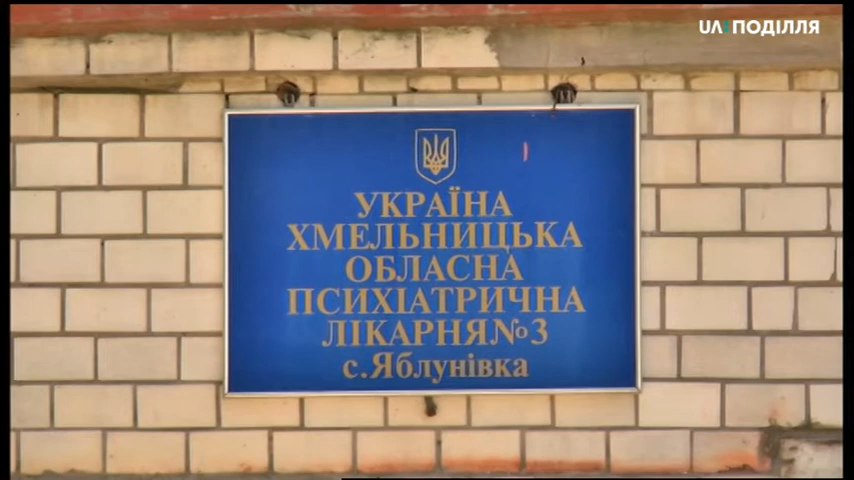 UA:ПОДІЛЛЯ
УКРАЇНА
ХМЕЛЬНИЦЬКА
ОБЛАСНА
ПСИХІАТРИЧНА
ЛІКАРНЯ№3
с.Яблунівка